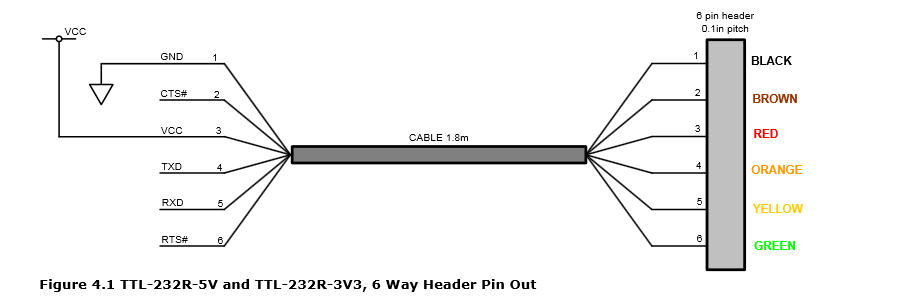 6 pin header
0.1in pitch
VCC
GND 1
CTS# 2
VCC 3
TXD 4
RXD 5
RTS# 6
CABLE 1.8m
1 BLACK
2 BROWN
3 RED
4 ORANGE
5 YELLOW
6 GREEN
Figure 4.1 TTL-232R-5V and TTL-232R-3V3, 6 Way Header Pin Out